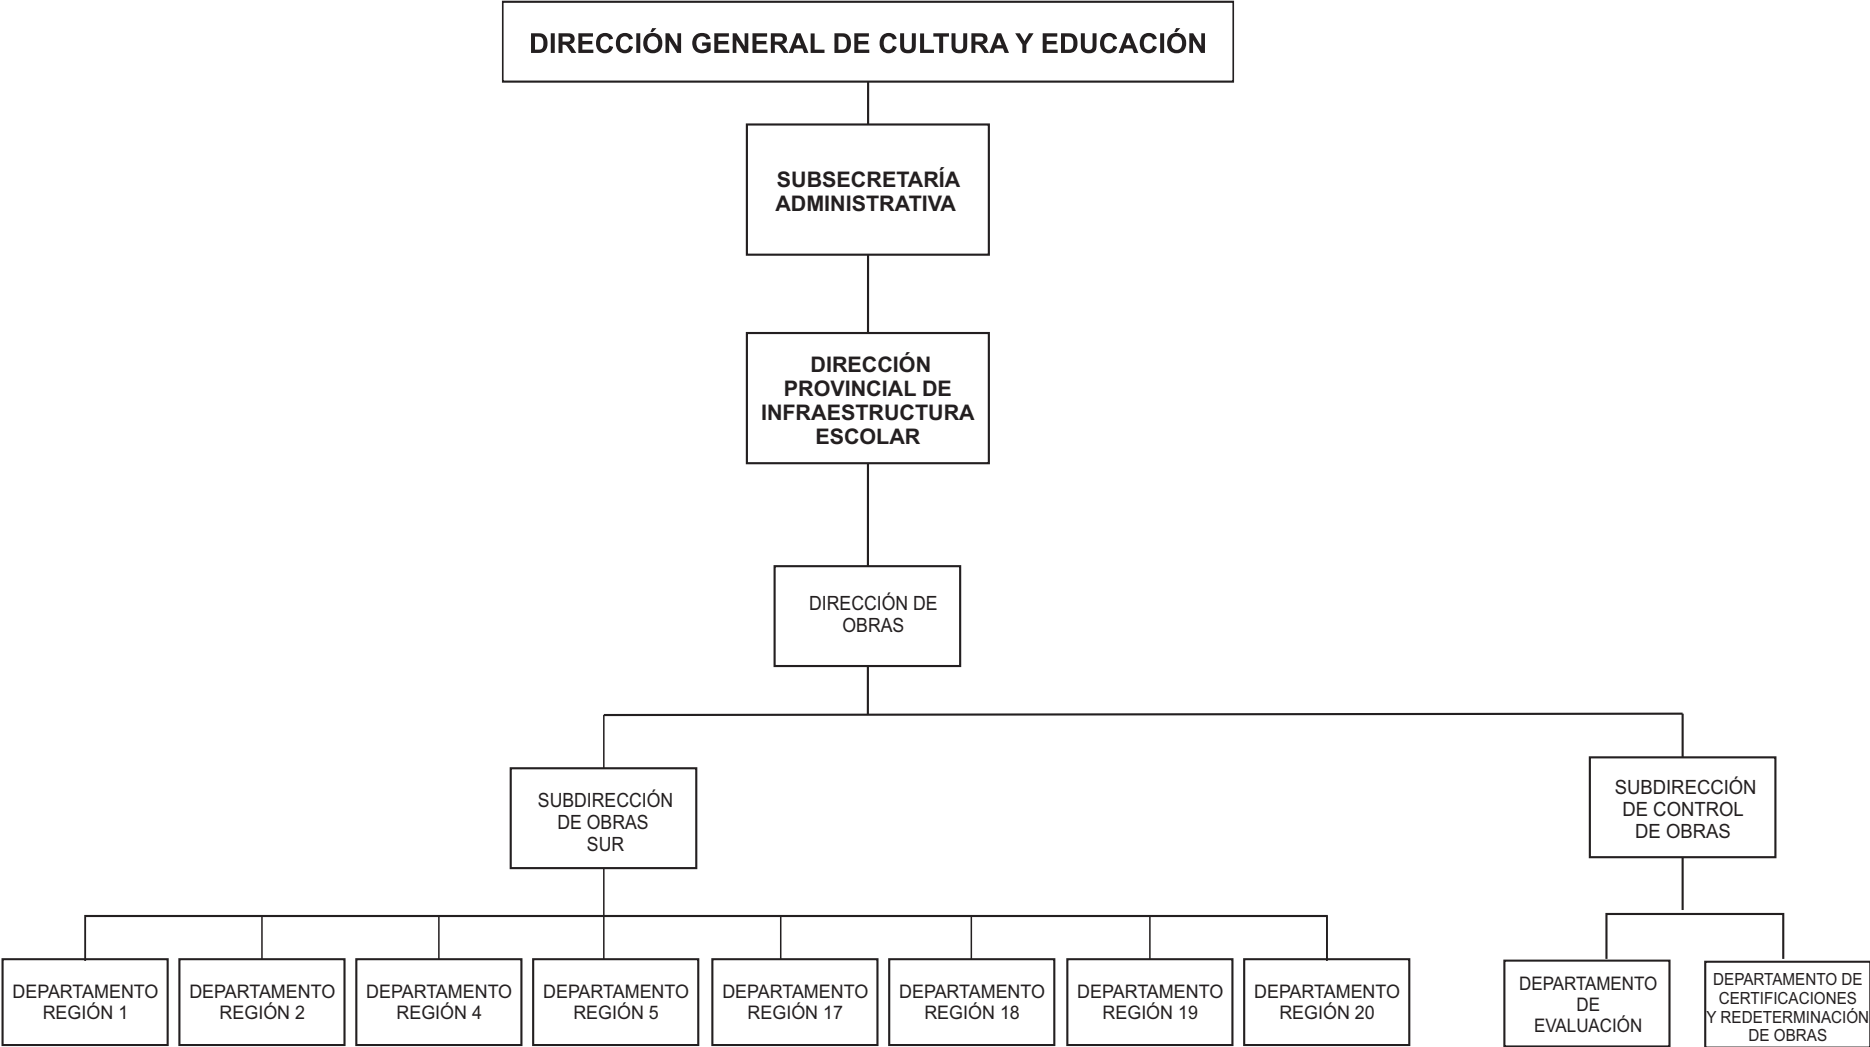 DIRECCIÓN GENERAL DE CULTURA Y EDUCACIÓN
SUBSECRETARÍA
ADMINISTRATIVA
DIRECCIÓN
PROVINCIAL DE
INFRAESTRUCTURA
ESCOLAR
DIRECCIÓN DE
OBRAS
SUBDIRECCIÓN
DE OBRAS
SUR
SUBDIRECCIÓN
DE CONTROL
DE OBRAS
DEPARTAMENTO
REGIÓN 1
DEPARTAMENTO
REGIÓN 2
DEPARTAMENTO
REGIÓN 4
DEPARTAMENTO
REGIÓN 5
DEPARTAMENTO
REGIÓN 17
DEPARTAMENTO
REGIÓN 18
DEPARTAMENTO
REGIÓN 19
DEPARTAMENTO
REGIÓN 20
DEPARTAMENTO
DE
EVALUACIÓN
DEPARTAMENTO DE
CERTIFICACIONES
Y REDETERMINACIÓN
DE OBRAS